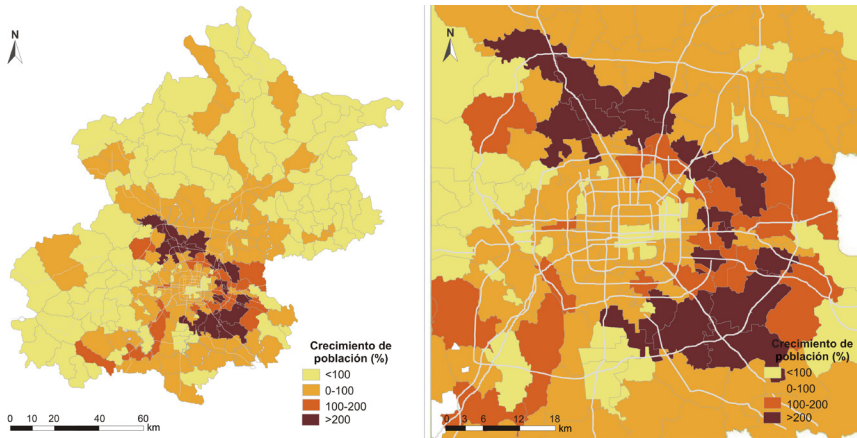 N
Crecimiento de
población (%)
<100
0-100
100-200
>200
0 10 20 40 60
km
N
Crecimiento de
población (%)
<100
0-100
100-200
>200
0 3 6 12 18
km